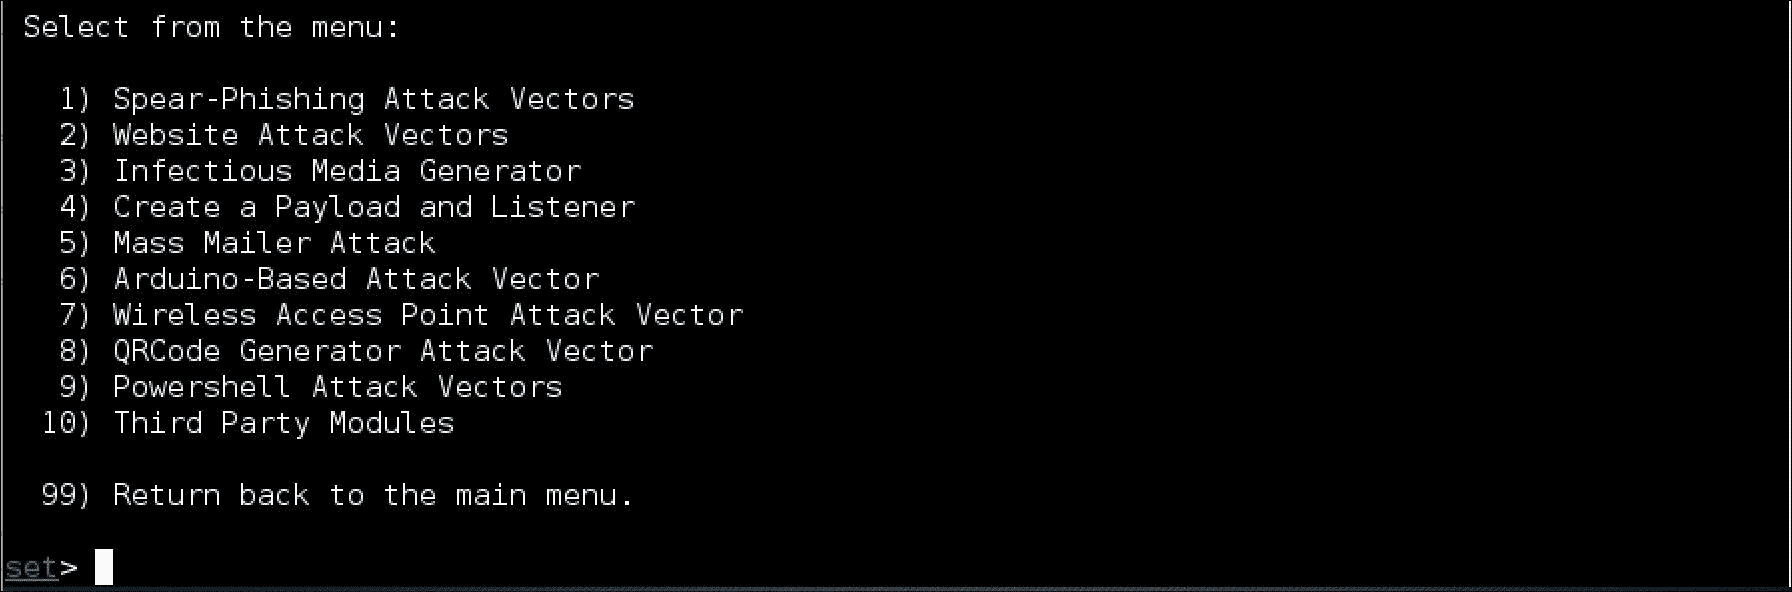 Select from the menu:
1) Spear-Phishing Attack Vectors
2) Website Attack Vectors
3) Infectious Media Generator
4) Create a Payload and Listener
5) Mass Mailer Attack
6) Arduino-Based Attack Vector
7) Wireless Access Point Attack Vector
8) QRCode Generator Attack Vector
9) Powershell Attack Vectors
10) Third Party Modules
99) Return back to the main menu.
set>